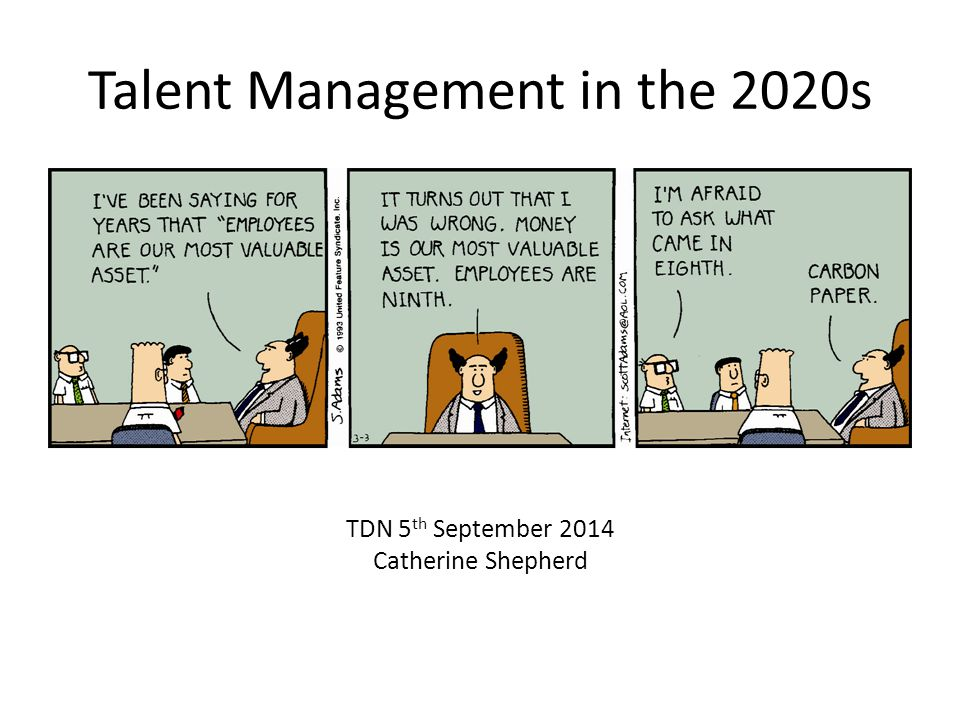 Talent Management in the 2020s
I'VE BEEN SAYING FOR
YEARS THAT "EMPLOYEES
ARE OUR MOST VALUABLE
ASSET."
S. Adams
© 1993 United Feature Syndicate, Inc.
IT TURNS OUT THAT I
WAS WRONG. MONEY
IS OUR MOST VALUABLE
ASSET. EMPLOYEES ARE
NINTH.
3-3
Internet: scottAdams@AOL.COM
I'M AFRAID
TO ASK WHAT
CAME IN
EIGHTH.
CARBON
PAPER.
TDN 5th September 2014
Catherine Shepherd